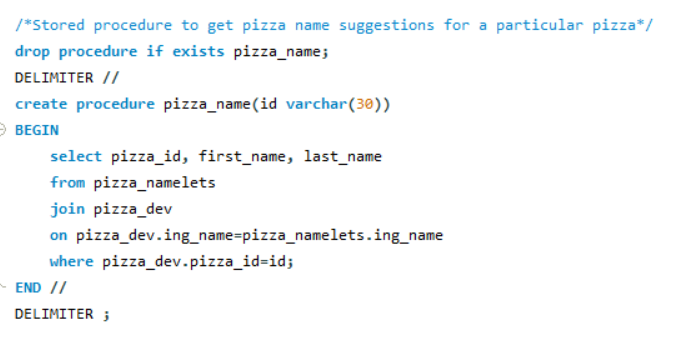 /*Stored procedure to get pizza name suggestions for a particular pizza*/
drop procedure if exists pizza_name;
DELIMITER //
create procedure pizza_name(id varchar(30))
BEGIN
    select pizza_id, first_name, last_name
    from pizza_namelets
    join pizza_dev
    on pizza_dev.ing_name=pizza_namelets.ing_name
    where pizza_dev.pizza_id=id;
END //
DELIMITER ;